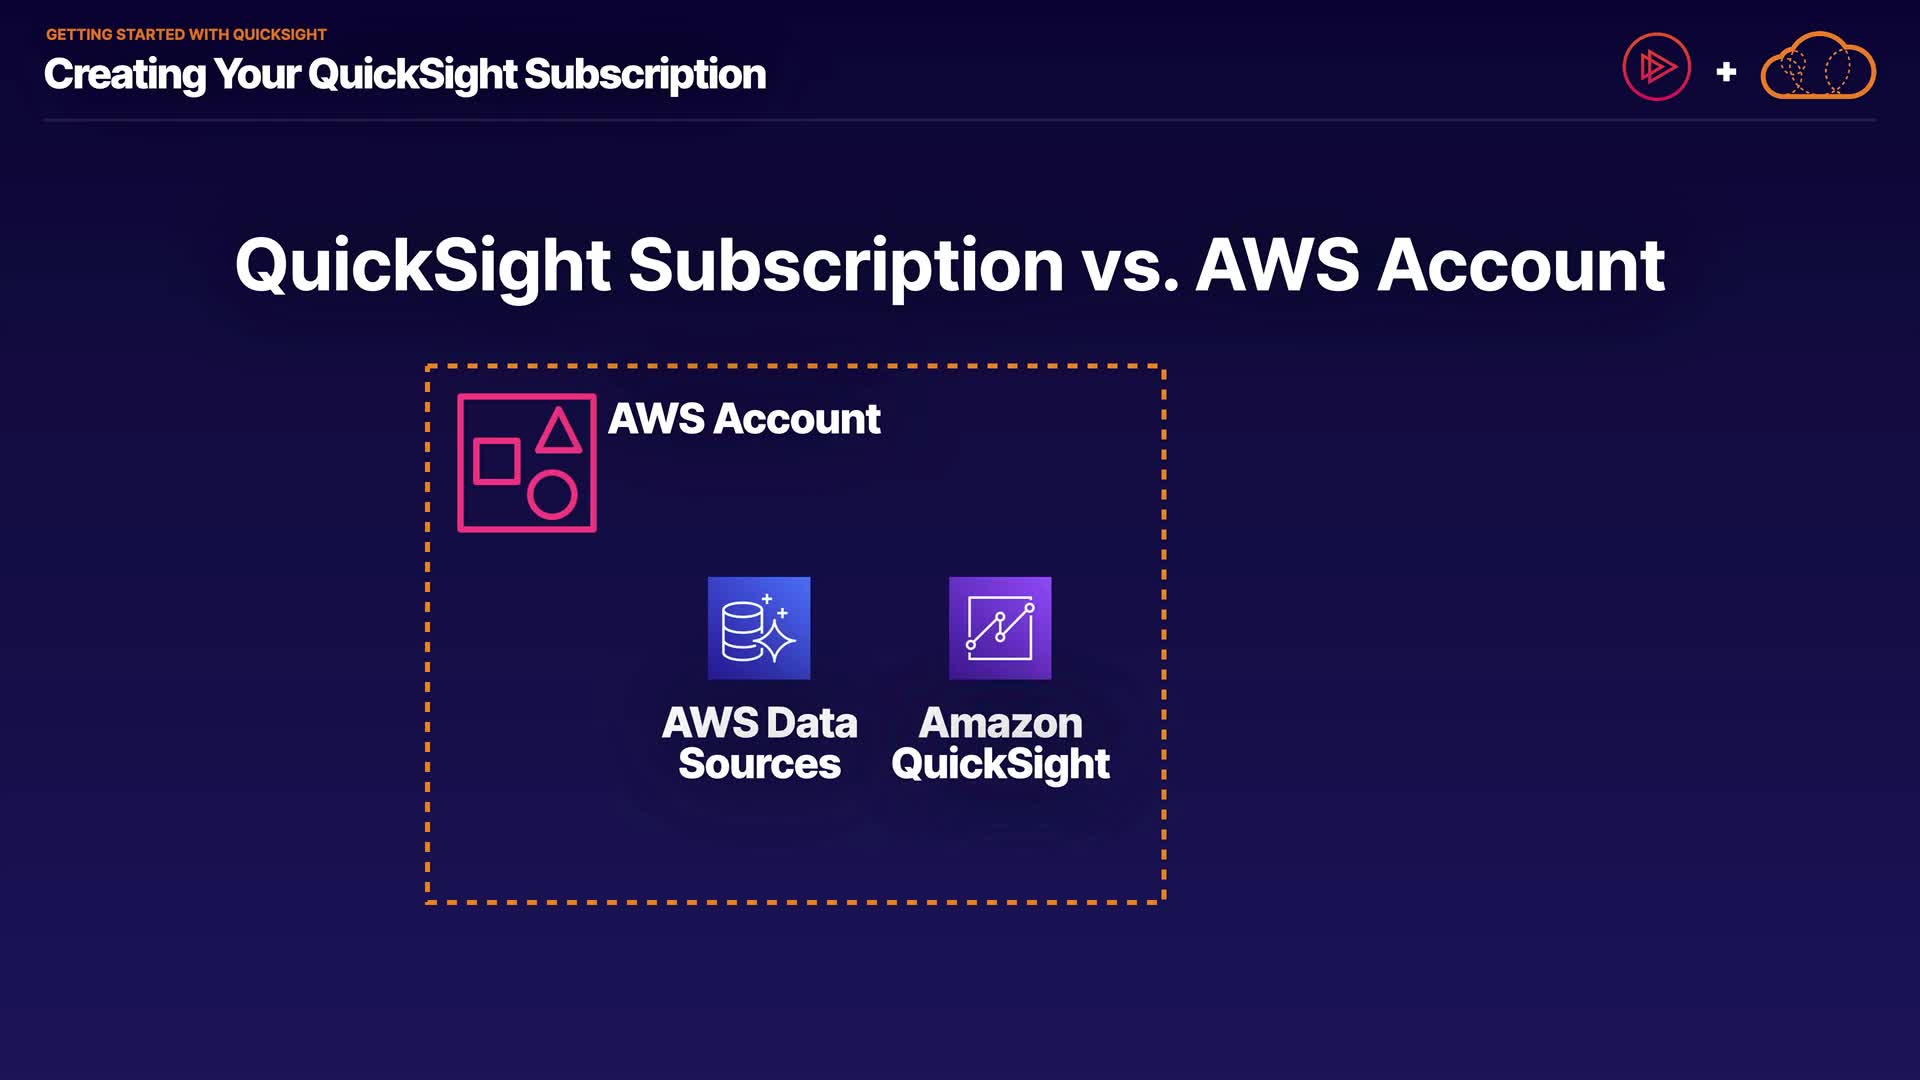 GETTING STARTED WITH QUICKSIGHT
Creating Your QuickSight Subscription
QuickSight Subscription vs. AWS Account
AWS Account
AWS Data
Sources
Amazon
QuickSight